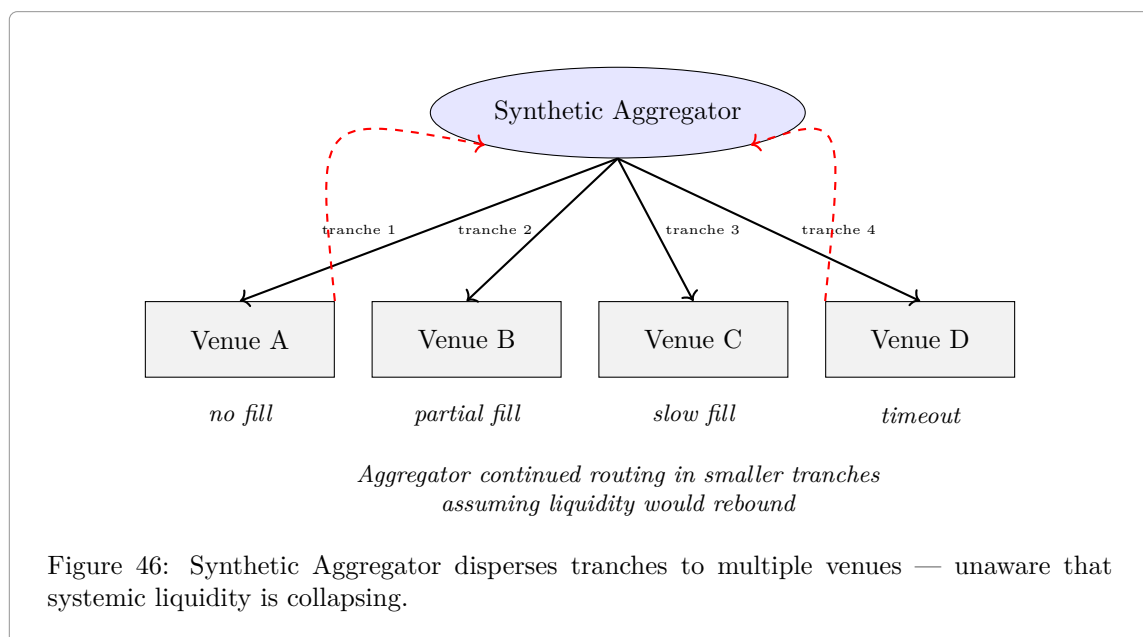 Synthetic Aggregator
tranche 1
tranche 2
tranche 3
tranche 4
Venue A
Venue B
Venue C
Venue D
no fill
partial fill
slow fill
timeout
Aggregator continued routing in smaller tranches
assuming liquidity would rebound
Figure 46: Synthetic Aggregator disperses tranches to multiple venues — unaware that
systemic liquidity is collapsing.